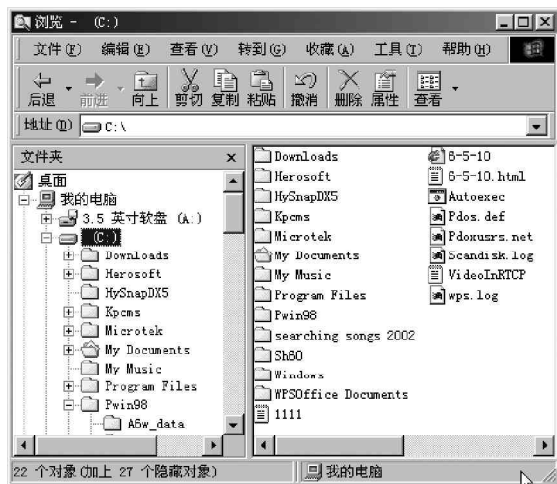 浏览 - (C:)
文件(F) 编辑(E) 查看(V) 转到(G) 收藏(A) 工具(T) 帮助(H)
后退 前进 向上 剪切 复制 粘贴 撤消 删除 属性 查看
地址(D) C:\
文件夹
桌面
我的电脑
3.5 英寸软盘 (A:)
(C:)
Downloads
Herosoft
HySnapDX5
Kpcms
Microtek
My Documents
My Music
Program Files
Pwin98
A6w_data
Downloads
Herosoft
HySnapDX5
Kpcms
Microtek
My Documents
My Music
Program Files
Pwin98
searching songs 2002
Sh60
Windows
WPSOffice Documents
1111
6-5-10
6-5-10.html
Autoexec
Pdos.def
Pdoxusrs.net
Scandisk.log
VideoInRTCP
wps.log
22 个对象(加上 27 个隐藏对象)
我的电脑